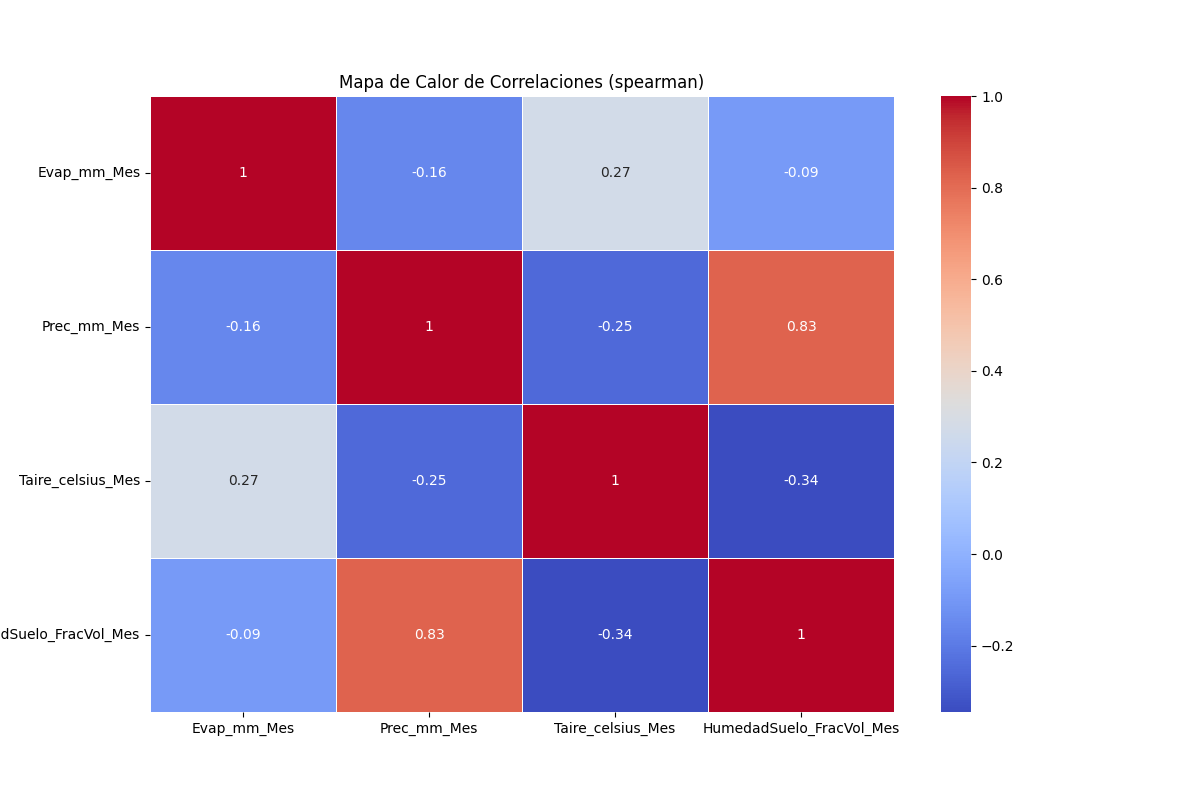 Mapa de Calor de Correlaciones (spearman)
Evap_mm_Mes 1 -0.16 0.27 -0.09
Prec_mm_Mes -0.16 1 -0.25 0.83
Taire_celsius_Mes 0.27 -0.25 1 -0.34
dSuelo_FracVol_Mes -0.09 0.83 -0.34 1
Evap_mm_Mes Prec_mm_Mes Taire_celsius_Mes HumedadSuelo_FracVol_Mes
1.0
0.8
0.6
0.4
0.2
0.0
−0.2